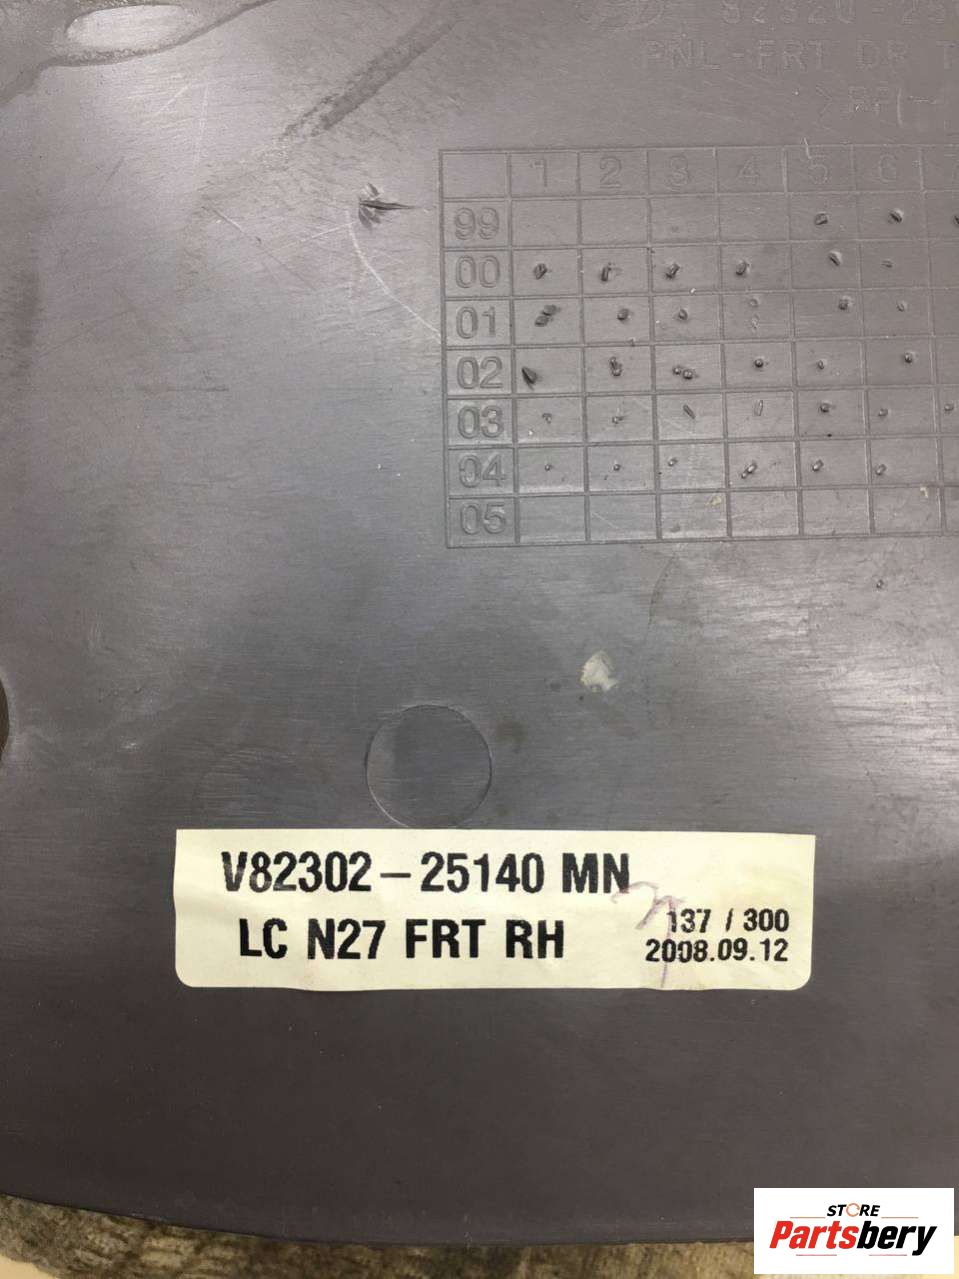 PNL-FRT DR
1 2 3 4 5 6
99
00
01
02
03
04
05
V82302-25140 MN
LC N27 FRT RH
137 / 300
2008.09.12
STORE
Partsbery